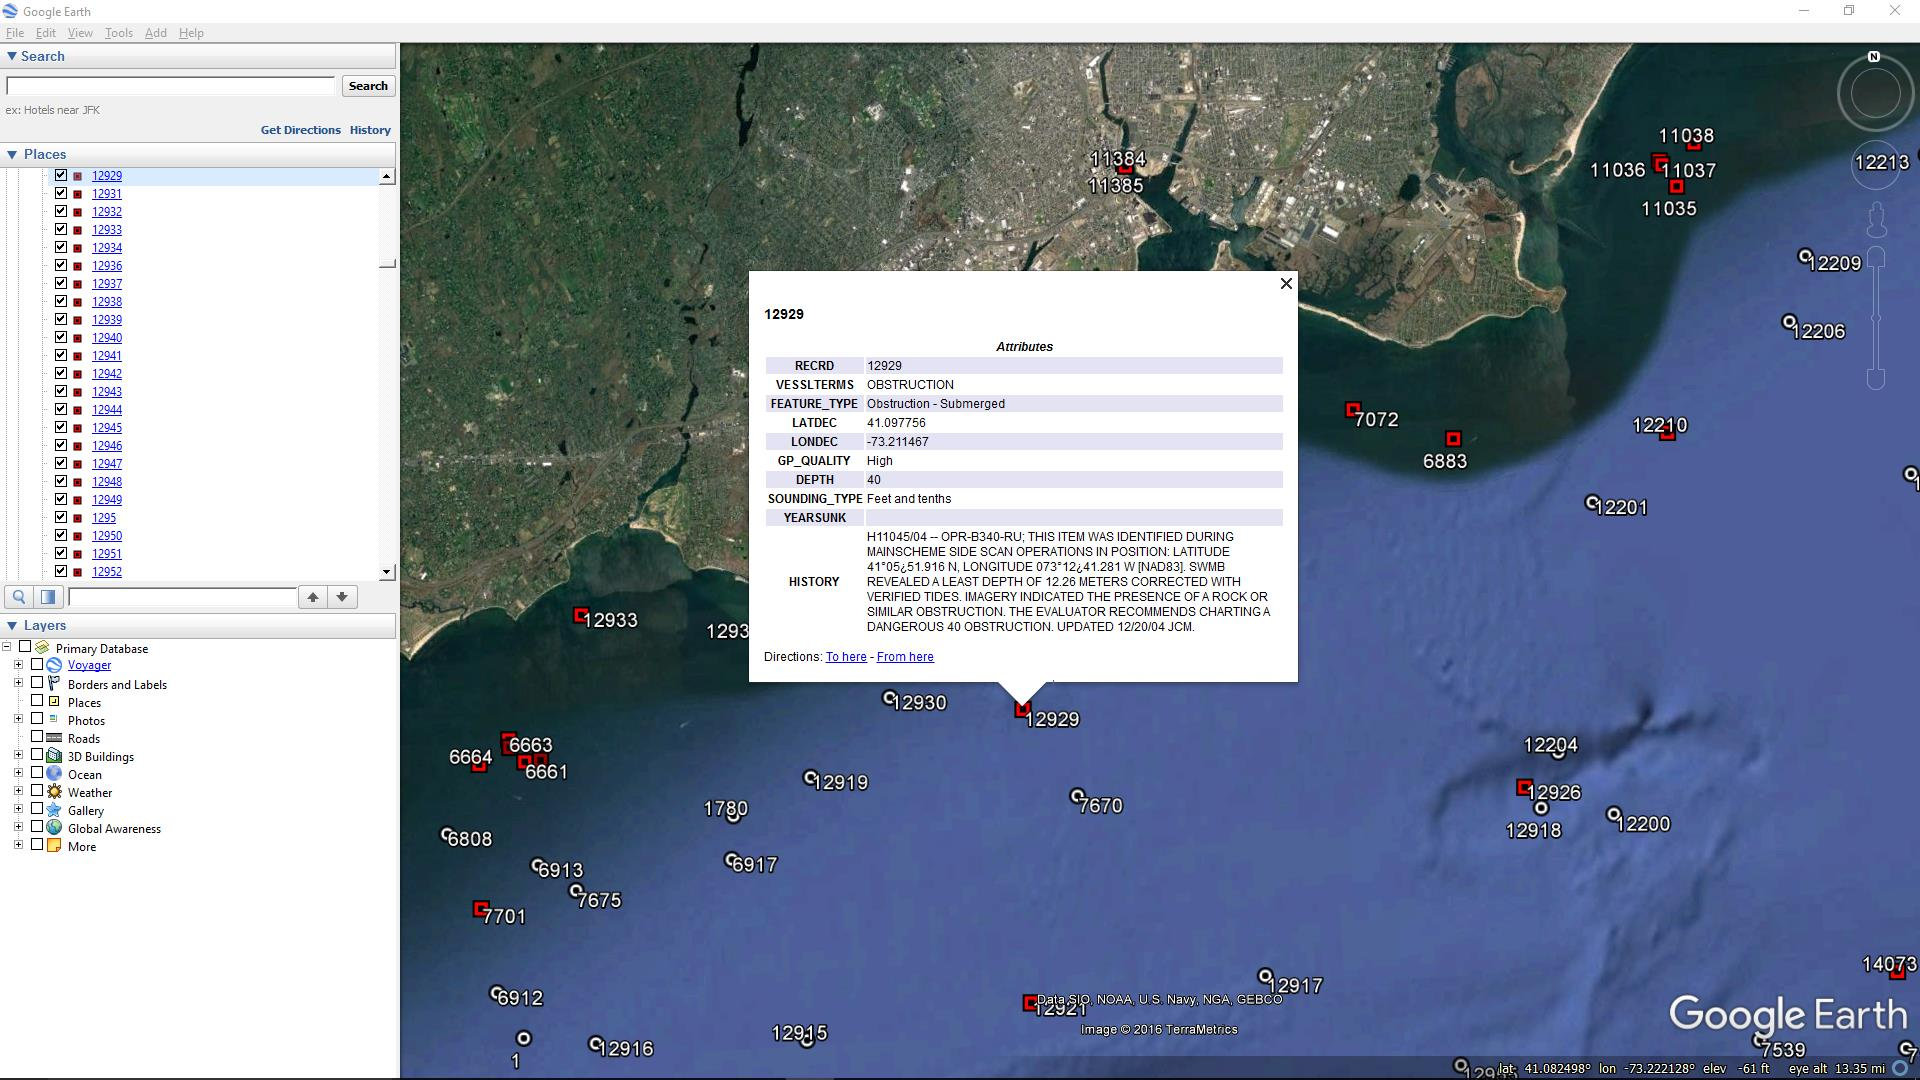 Google Earth
File Edit View Tools Add Help
Search
Search
ex: Hotels near JFK
Get Directions History
Places
12929
12931
12932
12933
12934
12936
12937
12938
12939
12940
12941
12942
12943
12944
12945
12946
12947
12948
12949
1295
12950
12951
12952
Layers
Primary Database
Voyager
Borders and Labels
Places
Photos
Roads
3D Buildings
Ocean
Weather
Gallery
Global Awareness
More
N
11038
11384
11385
11036
11037
12213
11035
12209
12206
12929
Attributes
RECRD 12929
VESSLTERMS OBSTRUCTION
FEATURE_TYPE Obstruction - Submerged
LATDEC 41.097756
LONDEC -73.211467
GP_QUALITY High
DEPTH 40
SOUNDING_TYPE Feet and tenths
YEARSUNK
HISTORY
H11045/04 -- OPR-B340-RU; THIS ITEM WAS IDENTIFIED DURING
MAINSCHEME SIDE SCAN OPERATIONS IN POSITION: LATITUDE
41°05¿51.916 N, LONGITUDE 073°12¿41.281 W [NAD83]. SWMB
REVEALED A LEAST DEPTH OF 12.26 METERS CORRECTED WITH
VERIFIED TIDES. IMAGERY INDICATED THE PRESENCE OF A ROCK OR
SIMILAR OBSTRUCTION. THE EVALUATOR RECOMMENDS CHARTING A
DANGEROUS 40 OBSTRUCTION. UPDATED 12/20/04 JCM.
Directions: To here - From here
7072
12210
6883
12201
12933
1293
12930
12929
6663
6664
6661
12204
12919
12926
1780
7670
12918
12200
6808
6913
6917
7675
7701
14073
12917
6912
12921
Data SIO, NOAA, U.S. Navy, NGA, GEBCO
Google Earth
Image © 2016 TerraMetrics
12915
12916
1
7539
lat 41.082498° lon -73.222128° elev -61 ft eye alt 13.35 mi